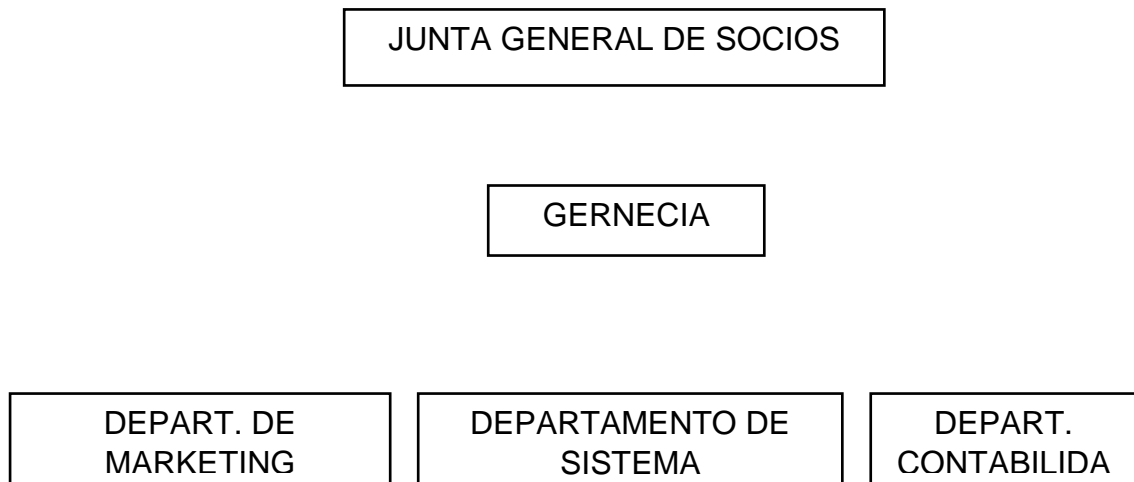 JUNTA GENERAL DE SOCIOS
GERNECIA
DEPART. DE
MARKETING
DEPARTAMENTO DE
SISTEMA
DEPART.
CONTABILIDA